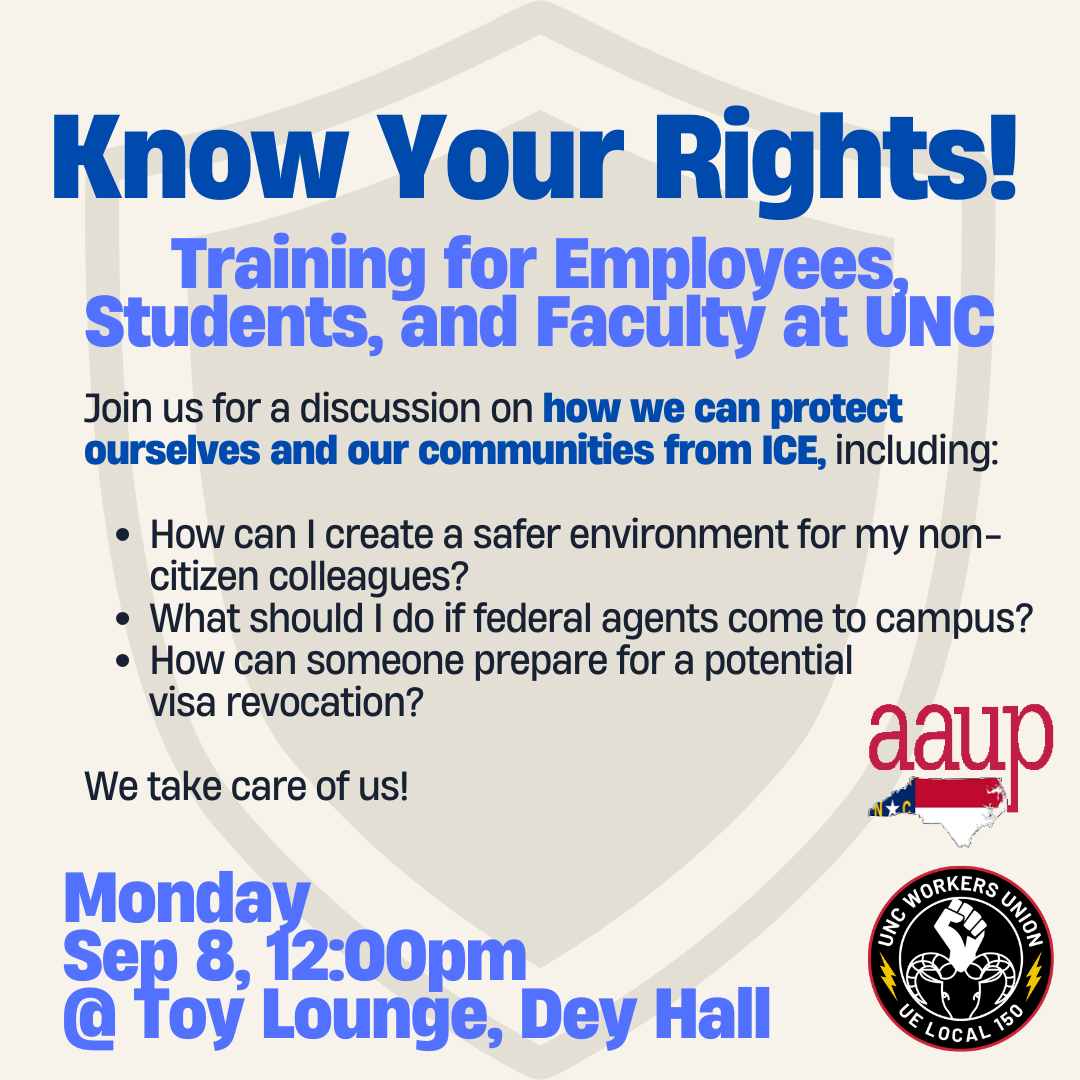 Know Your Rights!
Training for Employees,
Students, and Faculty at UNC
Join us for a discussion on how we can protect
ourselves and our communities from ICE, including:
• How can I create a safer environment for my non-
citizen colleagues?
• What should I do if federal agents come to campus?
• How can someone prepare for a potential
visa revocation?
We take care of us!
aaup
N C
Monday
Sep 8, 12:00pm
@ Toy Lounge, Dey Hall
UNC WORKERS UNION
UE LOCAL 150